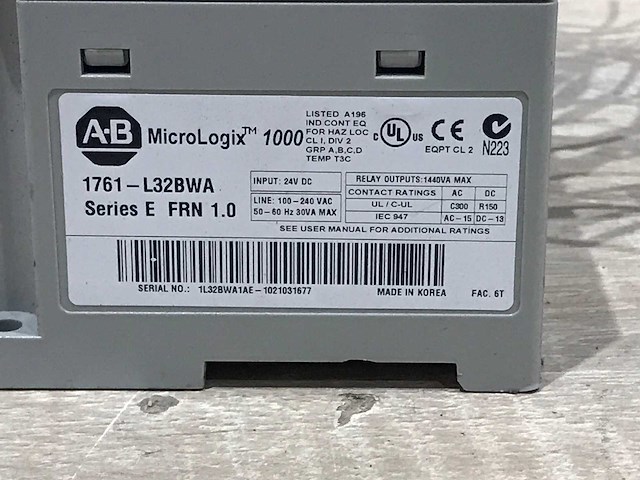 A-B MicroLogix™ 1000
LISTED A196
IND CONT EQ
FOR HAZ LOC
CL I, DIV 2
GRP A,B,C,D
TEMP T3C
C UL US
CE
EQPT CL 2
N223
1761-L32BWA
Series E FRN 1.0
INPUT: 24V DC
LINE: 100-240 VAC
50-60 Hz 30VA MAX
RELAY OUTPUTS:1440VA MAX
CONTACT RATINGS AC DC
UL / C-UL C300 R150
IEC 947 AC-15 DC-13
SEE USER MANUAL FOR ADDITIONAL RATINGS
SERIAL NO.: 1L32BWA1AE-1021031677 MADE IN KOREA FAC. 6T